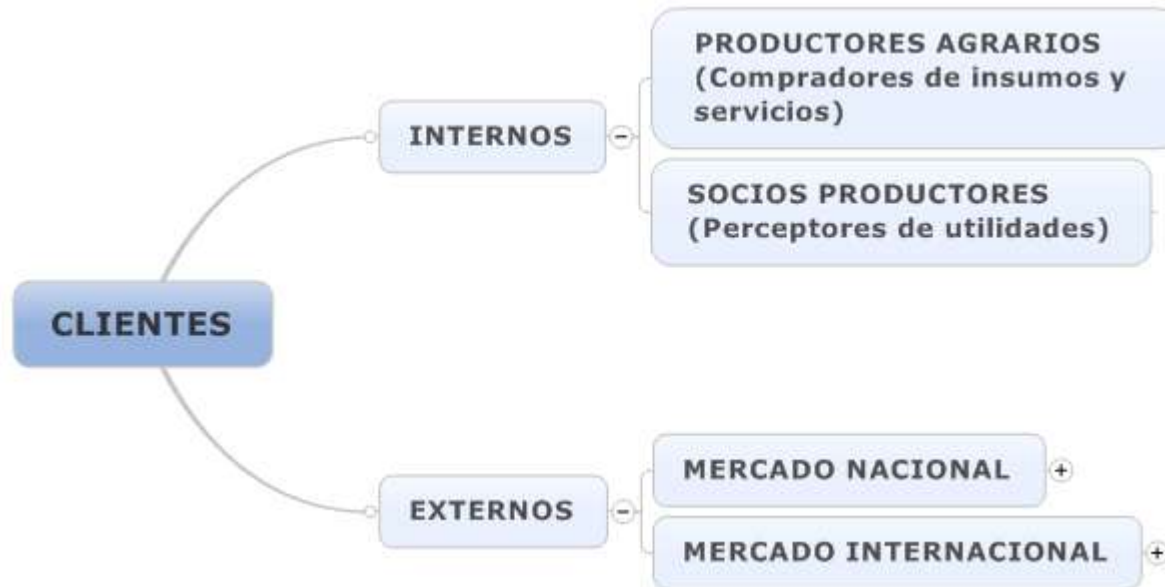 PRODUCTORES AGRARIOS
(Compradores de insumos y
servicios)
INTERNOS
SOCIOS PRODUCTORES
(Perceptores de utilidades)
CLIENTES
MERCADO NACIONAL
EXTERNOS
MERCADO INTERNACIONAL